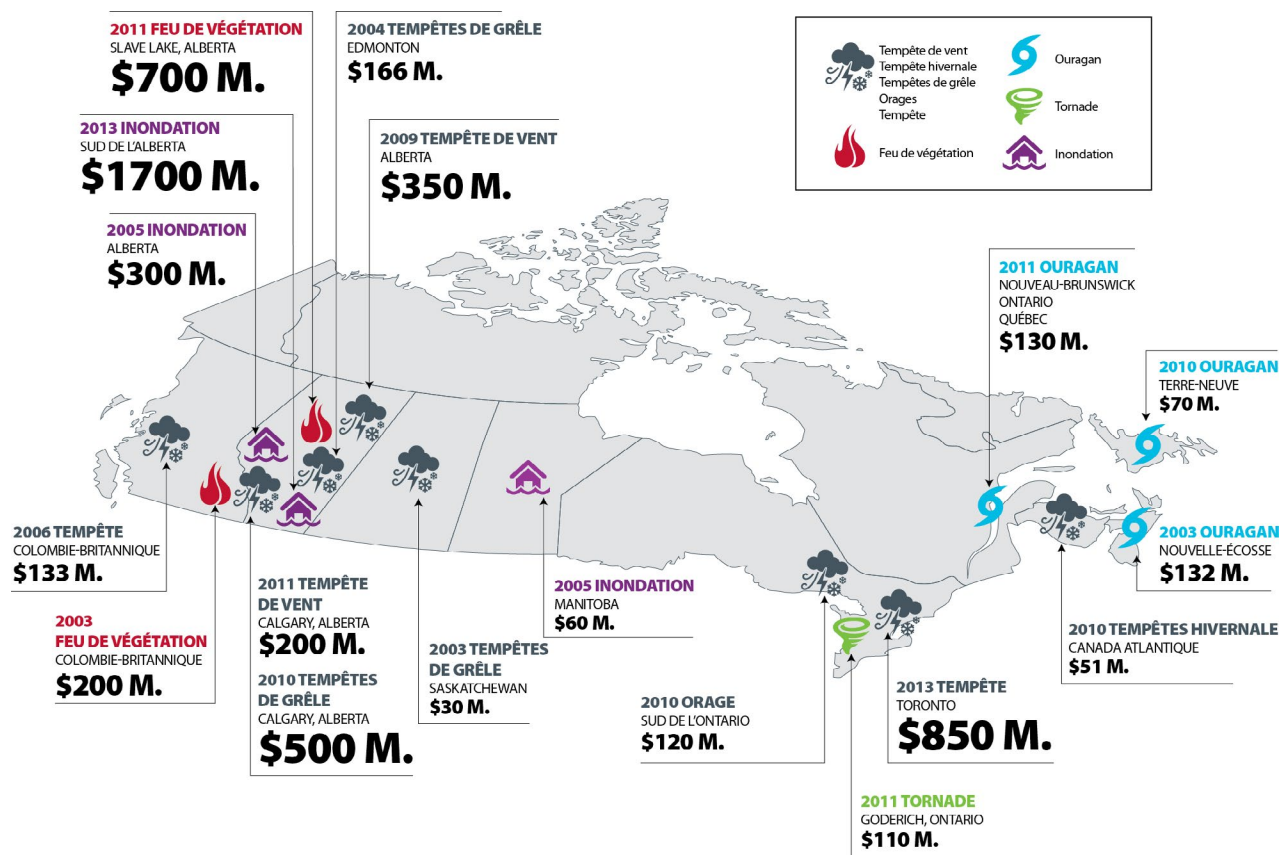 2011 FEU DE VÉGÉTATION
SLAVE LAKE, ALBERTA
$700 M.
2004 TEMPÊTES DE GRÊLE
EDMONTON
$166 M.
2013 INONDATION
SUD DE L'ALBERTA
$1700 M.
2009 TEMPÊTE DE VENT
ALBERTA
$350 M.
2005 INONDATION
ALBERTA
$300 M.
Tempête de vent
Tempête hivernale
Tempêtes de grêle
Orages
Tempête
Feu de végétation
Ouragan
Tornade
Inondation
2011 OURAGAN
NOUVEAU-BRUNSWICK
ONTARIO
QUÉBEC
$130 M.
2010 OURAGAN
TERRE-NEUVE
$70 M.
2006 TEMPÊTE
COLOMBIE-BRITANNIQUE
$133 M.
2003
FEU DE VÉGÉTATION
COLOMBIE-BRITANNIQUE
$200 M.
2011 TEMPÊTE
DE VENT
CALGARY, ALBERTA
$200 M.
2010 TEMPÊTES
DE GRÊLE
CALGARY, ALBERTA
$500 M.
2003 TEMPÊTES
DE GRÊLE
SASKATCHEWAN
$30 M.
2005 INONDATION
MANITOBA
$60 M.
2010 ORAGE
SUD DE L'ONTARIO
$120 M.
2013 TEMPÊTE
TORONTO
$850 M.
2011 TORNADE
GODERICH, ONTARIO
$110 M.
2003 OURAGAN
NOUVELLE-ÉCOSSE
$132 M.
2010 TEMPÊTES HIVERNALE
CANADA ATLANTIQUE
$51 M.